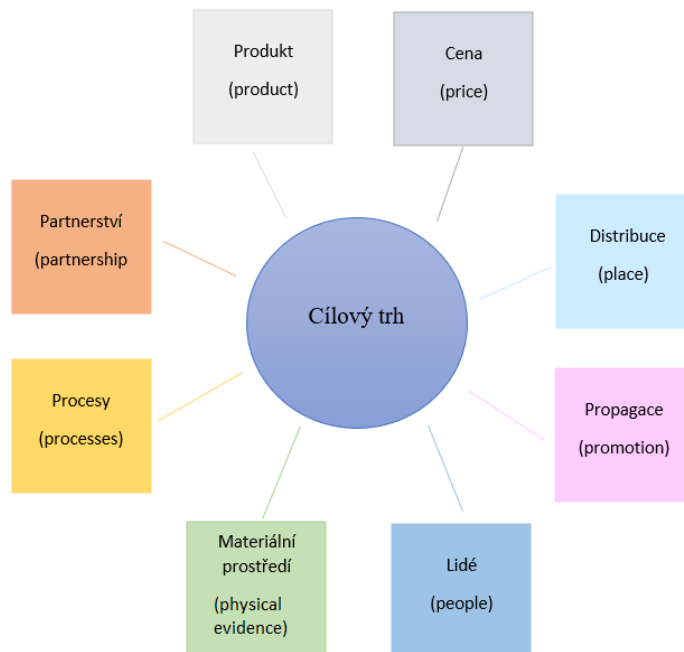 Produkt
(product)
Cena
(price)
Partnerství
(partnership
Distribuce
(place)
Cílový trh
Procesy
(processes)
Propagace
(promotion)
Materiální
prostředí
(physical
evidence)
Lidé
(people)